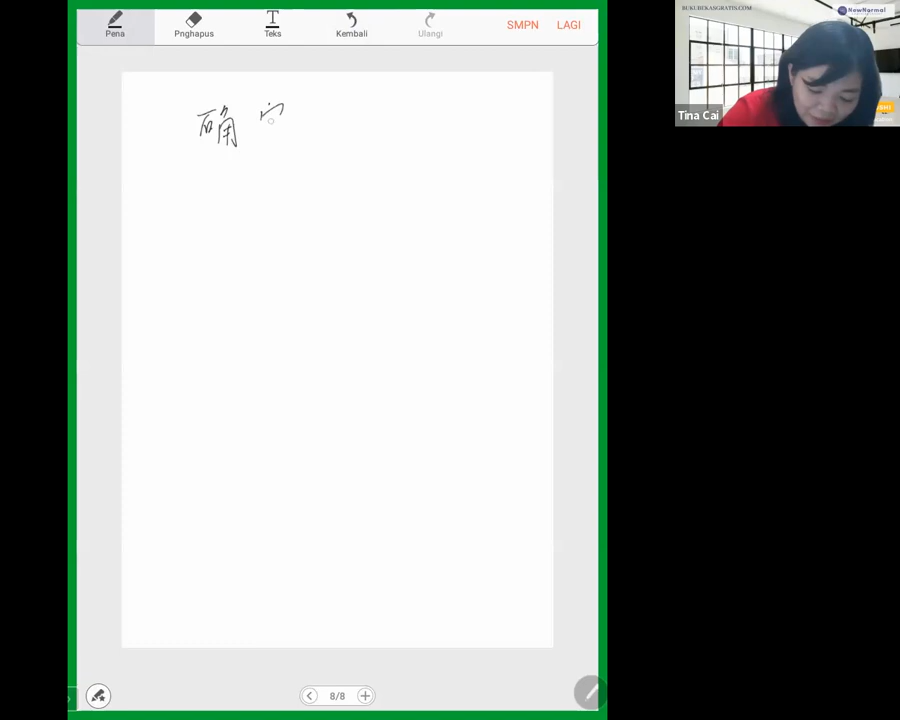 BUKUBEKASGRATIS.COM
NewNormal
Pena Pnghapus Teks Kembali Ulangi SMPN LAGI
Tina Cai
确
8/8